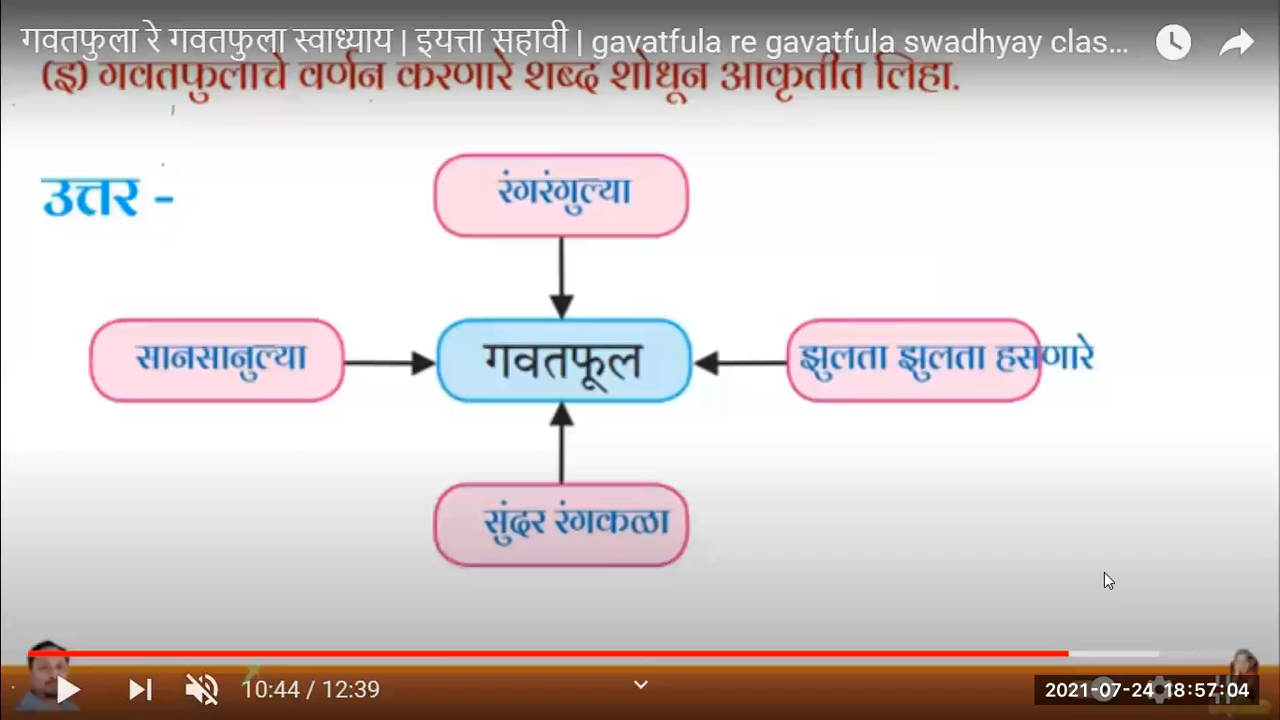 गवतफुला रे गवतफुला स्वाध्याय | इयत्ता सहावी | gavatfula re gavatfula swadhyay clas...
(इ) गवतफुलाचे वर्णन करणारे शब्द शोधून आकृतीत लिहा.
उत्तर -
रंगरंगुल्या
सानसानुल्या
गवतफूल
झुलता झुलता हसणारे
सुंदर रंगकळा
10:44 / 12:39
2021-07-24 18:57:04